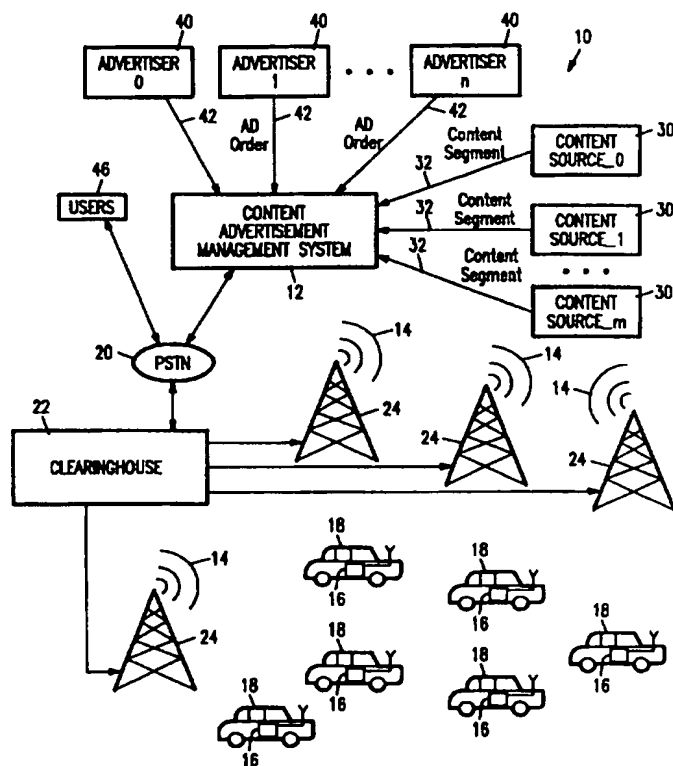 40 40 40 10
ADVERTISER 0
ADVERTISER 1
. . .
ADVERTISER n
42 42 42
AD Order
AD Order
Content Segment
32
CONTENT SOURCE_0
30
46
USERS
CONTENT ADVERTISEMENT MANAGEMENT SYSTEM
12
Content Segment
32
CONTENT SOURCE_1
30
. . .
Content Segment
32
CONTENT SOURCE_m
30
20
PSTN
14 14 14
22
CLEARINGHOUSE
24 24 24
14
24
18 18 18 18 18 18
16 16 16 16 16 16